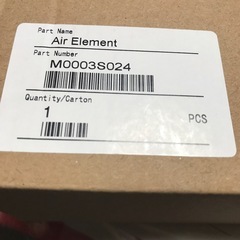 Part Name
Air Element
Part Number
M0003S024
Quantity/Carton
1 PCS